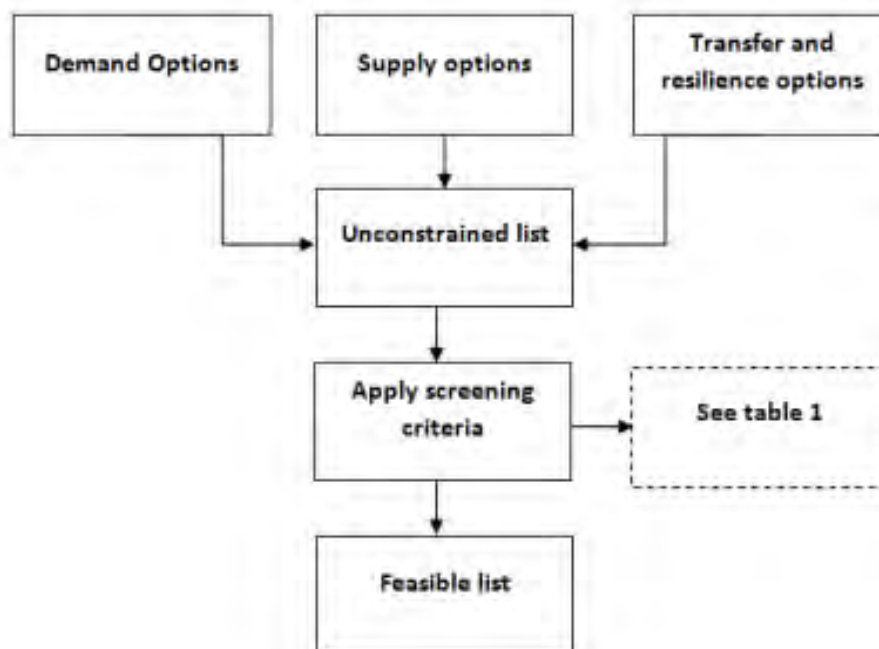 Demand Options
Supply options
Transfer and
resilience options
Unconstrained list
Apply screening
criteria
See table 1
Feasible list